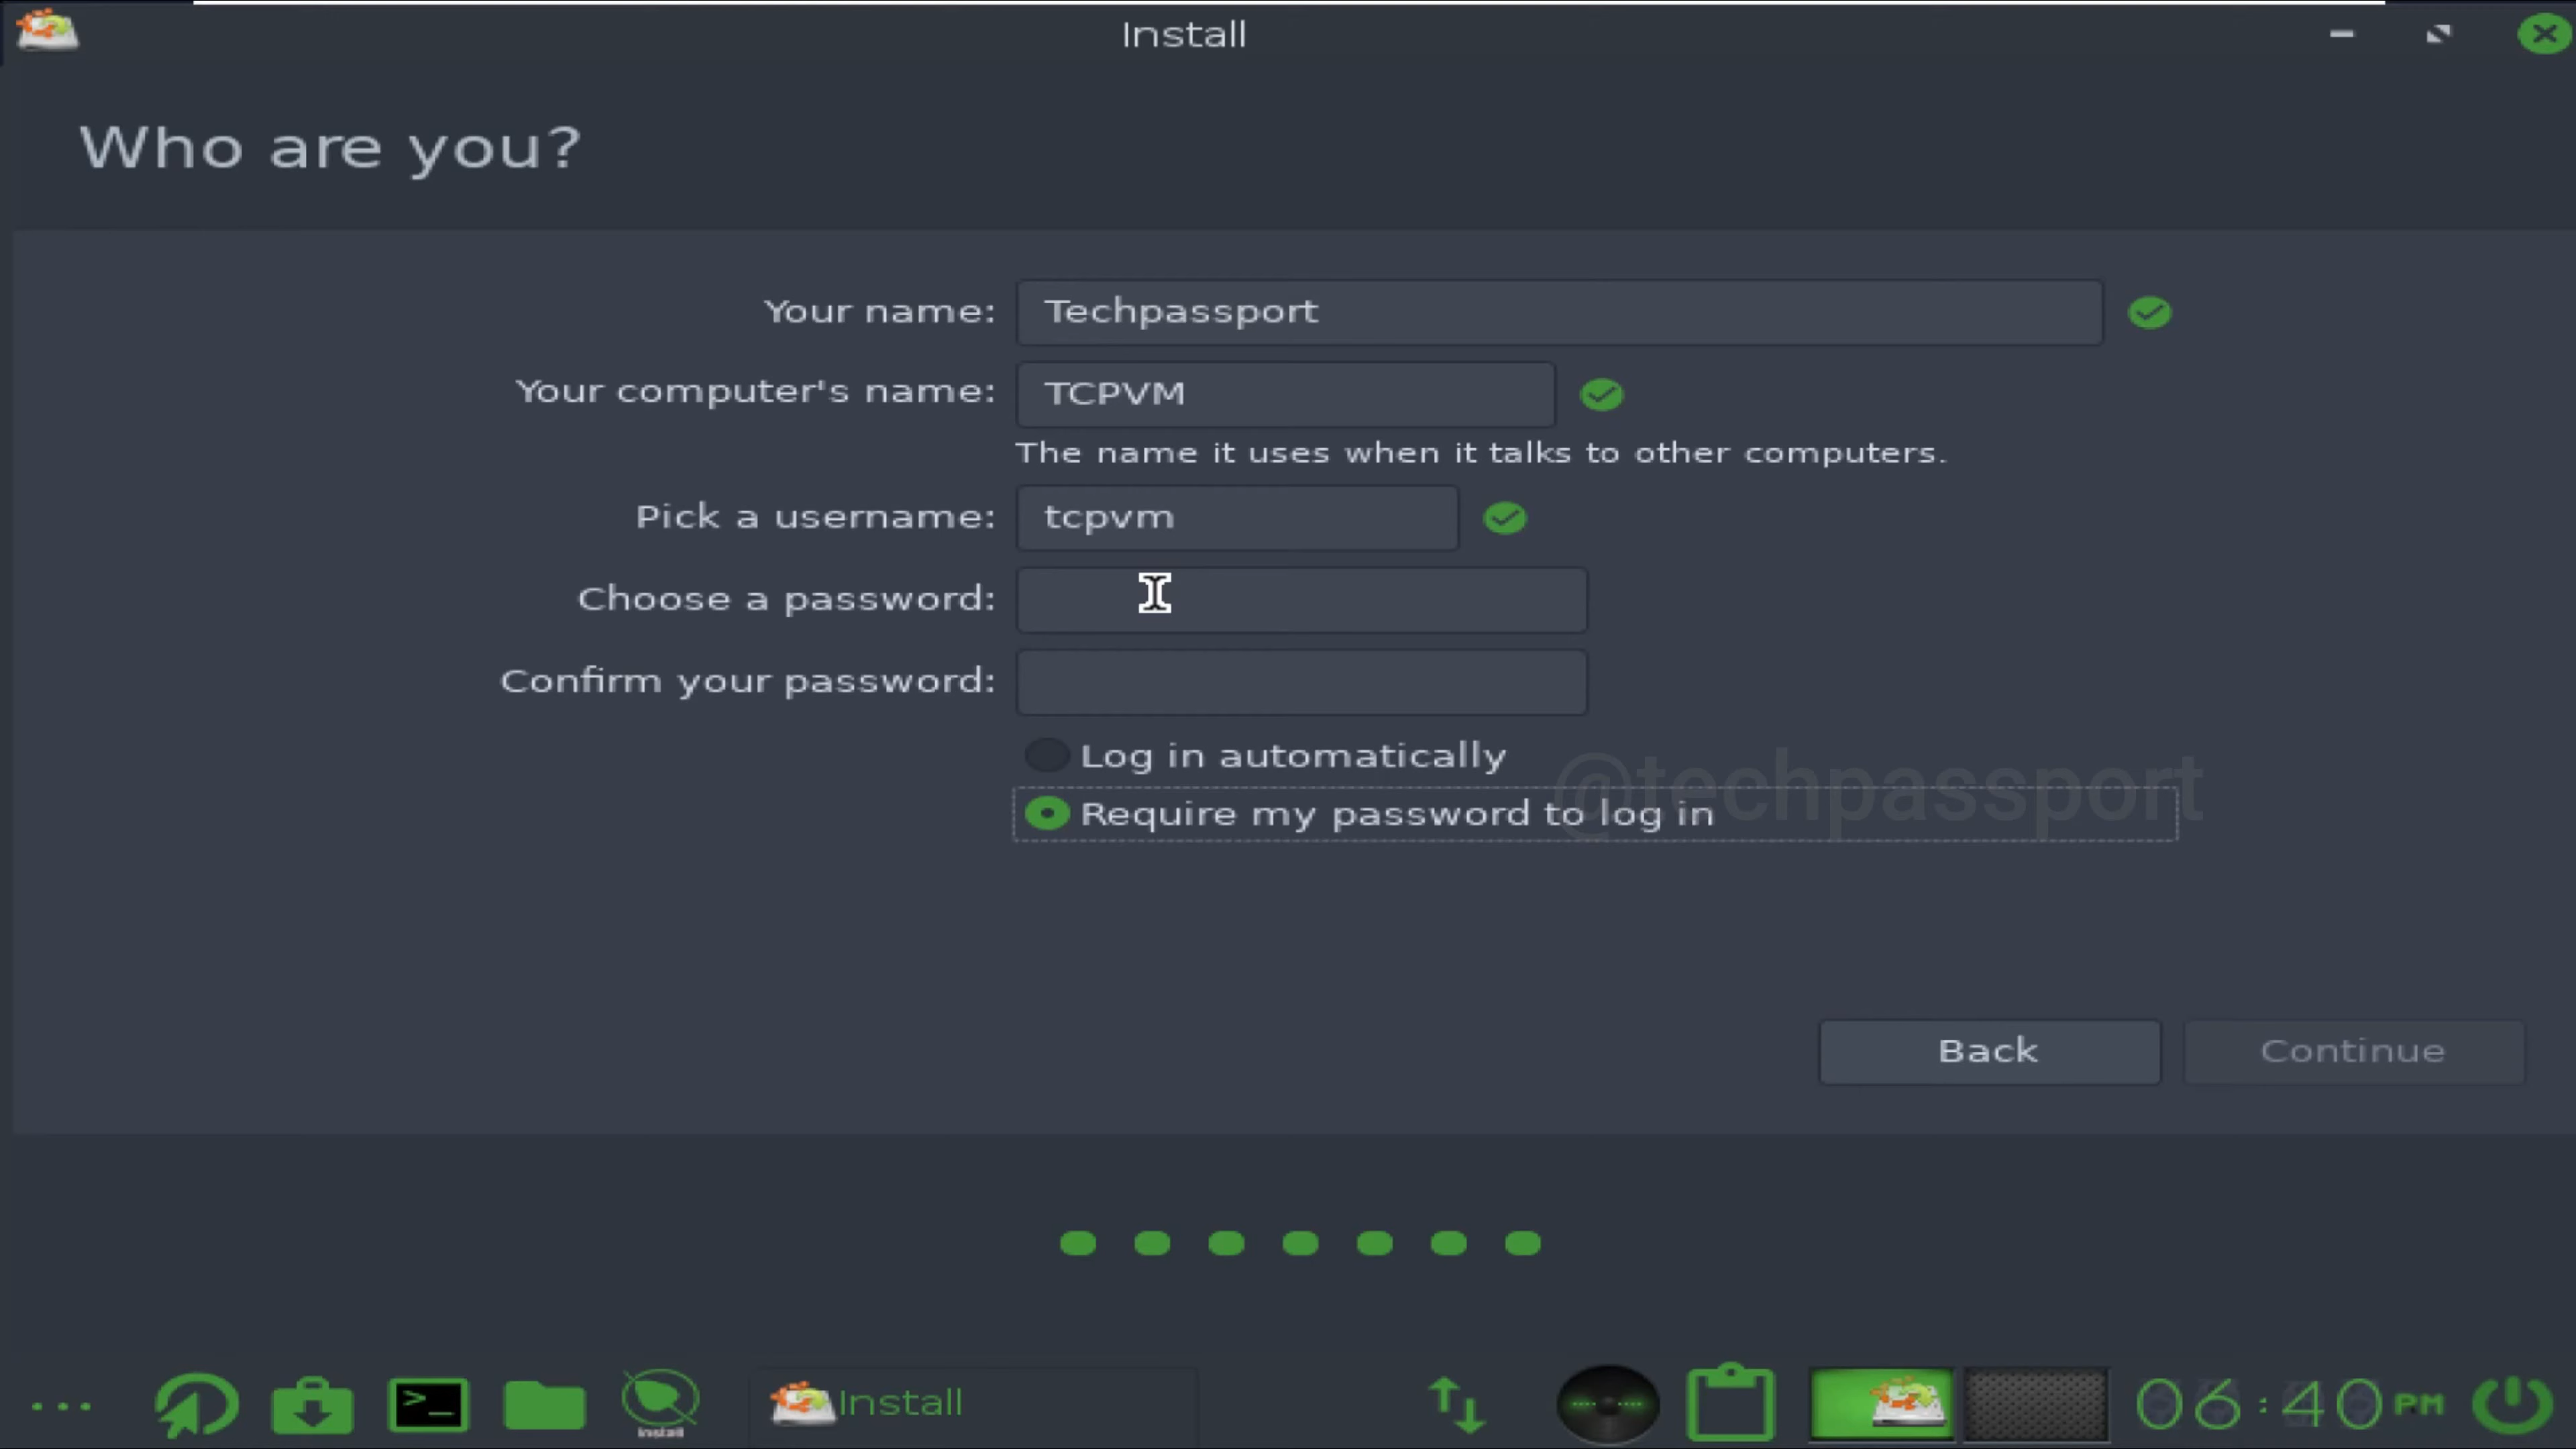 Install
Who are you?
Your name: Techpassport
Your computer's name: TCPVM
The name it uses when it talks to other computers.
Pick a username: tcpvm
Choose a password:
Confirm your password:
Log in automatically
@techpassport
Require my password to log in
Back Continue
>_ Install Install 06:40 PM